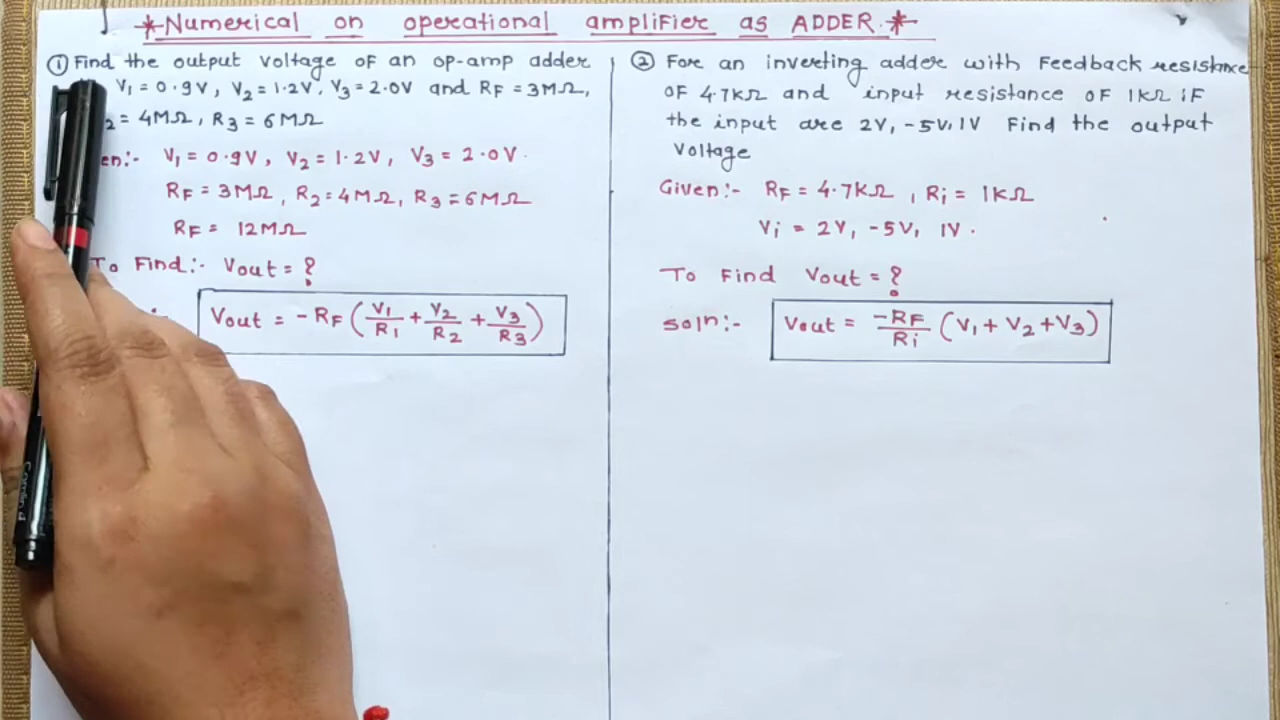 *Numerical on operational amplifier as ADDER.*
① Find the output voltage of an op-amp adder
V₁ = 0.9V, V₂ = 1.2V, V₃ = 2.0V and RF = 3MΩ,
₂ = 4MΩ, R₃ = 6MΩ
en:- V₁ = 0.9V, V₂ = 1.2V, V₃ = 2.0V.
RF = 3MΩ, R₂ = 4MΩ, R₃ = 6MΩ
RF = 12MΩ
To Find:- Vout = ?
Vout = -RF (V₁/R₁ + V₂/R₂ + V₃/R₃)
② For an inverting adder with Feedback resistance
of 4.7kΩ and input resistance of 1kΩ if
the input are 2V, -5V, 1V Find the output
voltage
Given:- RF = 4.7kΩ, Ri = 1kΩ
Vi = 2V, -5V, 1V.
To Find Vout = ?
Soln:- Vout = -RF/Ri (V₁ + V₂ + V₃)